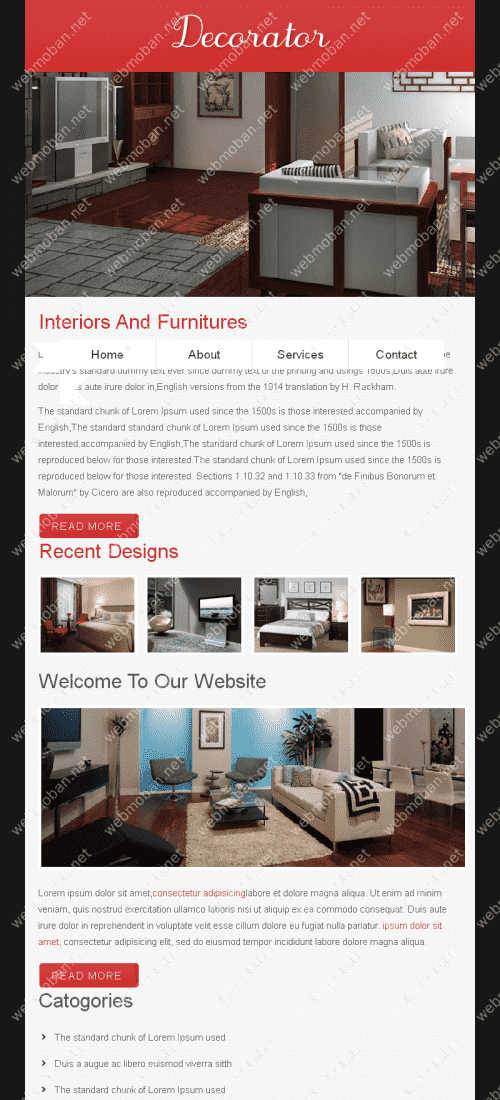 Decorator
Interiors And Furnitures
Home About Services Contact
industry's standard dummy text ever since dummy text of the printing and usings 1500s,Duis aute irure
dolor aute irure dolor in,English versions from the 1914 translation by H. Rackham.
The standard chunk of Lorem Ipsum used since the 1500s is those interested.accompanied by
English,The standard standard chunk of Lorem Ipsum used since the 1500s is those
interested.accompanied by English,The standard chunk of Lorem Ipsum used since the 1500s is
reproduced below for those interested.The standard chunk of Lorem Ipsum used since the 1500s is
reproduced below for those interested. Sections 1.10.32 and 1.10.33 from "de Finibus Bonorum et
Malorum" by Cicero are also reproduced accompanied by English,
READ MORE
Recent Designs
Welcome To Our Website
Lorem ipsum dolor sit amet,consectetur adipisicinglabore et dolore magna aliqua. Ut enim ad minim
veniam, quis nostrud exercitation ullamco laboris nisi ut aliquip ex ea commodo consequat. Duis aute
irure dolor in reprehenderit in voluptate velit esse cillum dolore eu fugiat nulla pariatur. ipsum dolor sit
amet, consectetur adipisicing elit, sed do eiusmod tempor incididunt labore dolore magna aliqua.
READ MORE
Catogories
The standard chunk of Lorem Ipsum used
Duis a augue ac libero euismod viverra sitth
The standard chunk of Lorem Ipsum used
webmoban.net